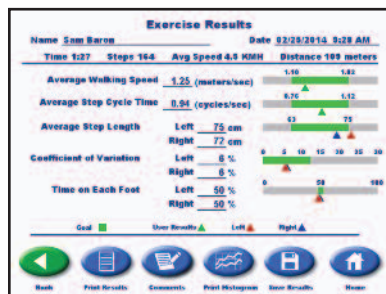 Exercise Results
Name Sam Baron Date 02/28/2014 9:28 AM
Time 1:27 Steps 164 Avg Speed 4.5 KMH Distance 109 meters
1.10 1.62
Average Walking Speed 1.25 (meters/sec)
0.76 1.12
Average Step Cycle Time 0.94 (cycles/sec)
63 75
Average Step Length Left 75 cm
Right 77 cm
0 5 10 15 20 25 30
Coefficient of Variation Left 6 %
Right 6 %
0 50 100
Time on Each Foot Left 50 %
Right 50 %
Goal User Results Left Right
Back Print Results Comments Print Histogram Save Results Home